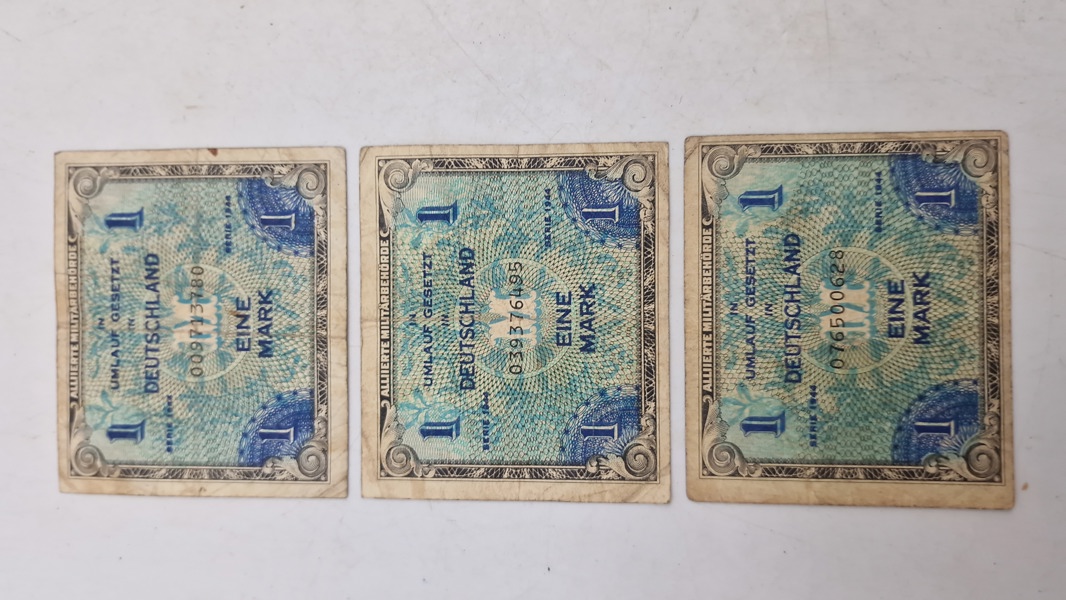 ALLIIERTE MILITÄRBEHÖRDE
1 IN 1
UMLAUF GESETZT
IN
DEUTSCHLAND
SERIE 1944
009713780
SERIE 1944
EINE
MARK
1 1
ALLIIERTE MILITÄRBEHÖRDE
1 IN 1
UMLAUF GESETZT
IN
DEUTSCHLAND
SERIE 1944
039376495
SERIE 1944
EINE
MARK
1 1
ALLIIERTE MILITÄRBEHÖRDE
1 IN 1
UMLAUF GESETZT
IN
DEUTSCHLAND
SERIE 1944
076500628
SERIE 1944
EINE
MARK
1 1